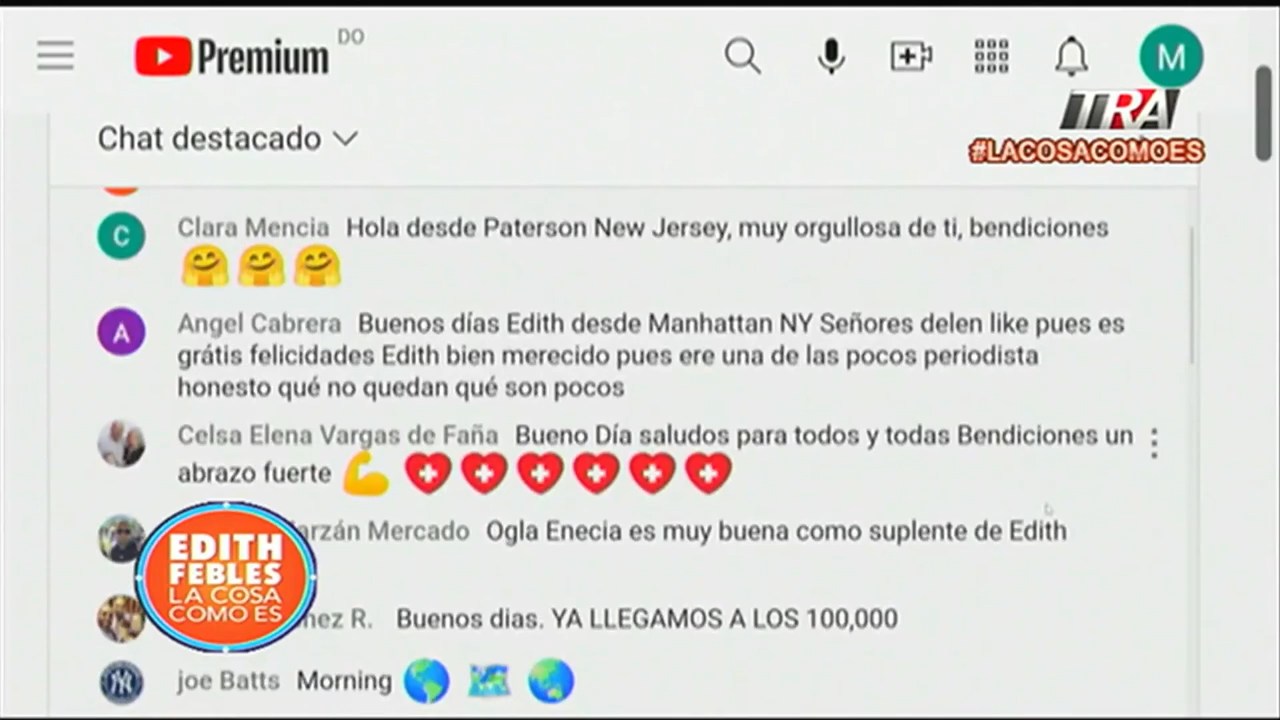 Premium DO
M
TRA
#LACOSACOMOES
Chat destacado
C Clara Mencia Hola desde Paterson New Jersey, muy orgullosa de ti, bendiciones
🤗🤗🤗
A Angel Cabrera Buenos días Edith desde Manhattan NY Señores delen like pues es
grátis felicidades Edith bien merecido pues ere una de las pocos periodista
honesto qué no quedan qué son pocos
Celsa Elena Vargas de Faña Bueno Día saludos para todos y todas Bendiciones un
abrazo fuerte 💪
Mercado Ogla Enecia es muy buena como suplente de Edith
EDITH
FEBLES
LA COSA
COMO ES
R. Buenos dias. YA LLEGAMOS A LOS 100,000
joe Batts Morning 🌎 🗺️ 🌏